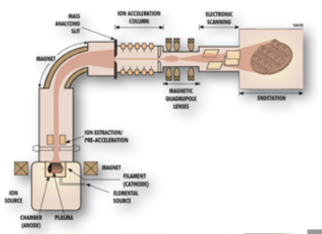 MASS
ANALYZING
SLIT
ION ACCELERATION
COLUMN
ELECTRONIC
SCANNING
MAGNET
MAGNETIC
QUADRUPOLE
LENSES
ENDSTATION
ION EXTRACTION/
PRE-ACCELERATION
MAGNET
FILAMENT
(CATHODE)
ION
SOURCE
ELEMENTAL
SOURCE
CHAMBER
(ANODE)
PLASMA